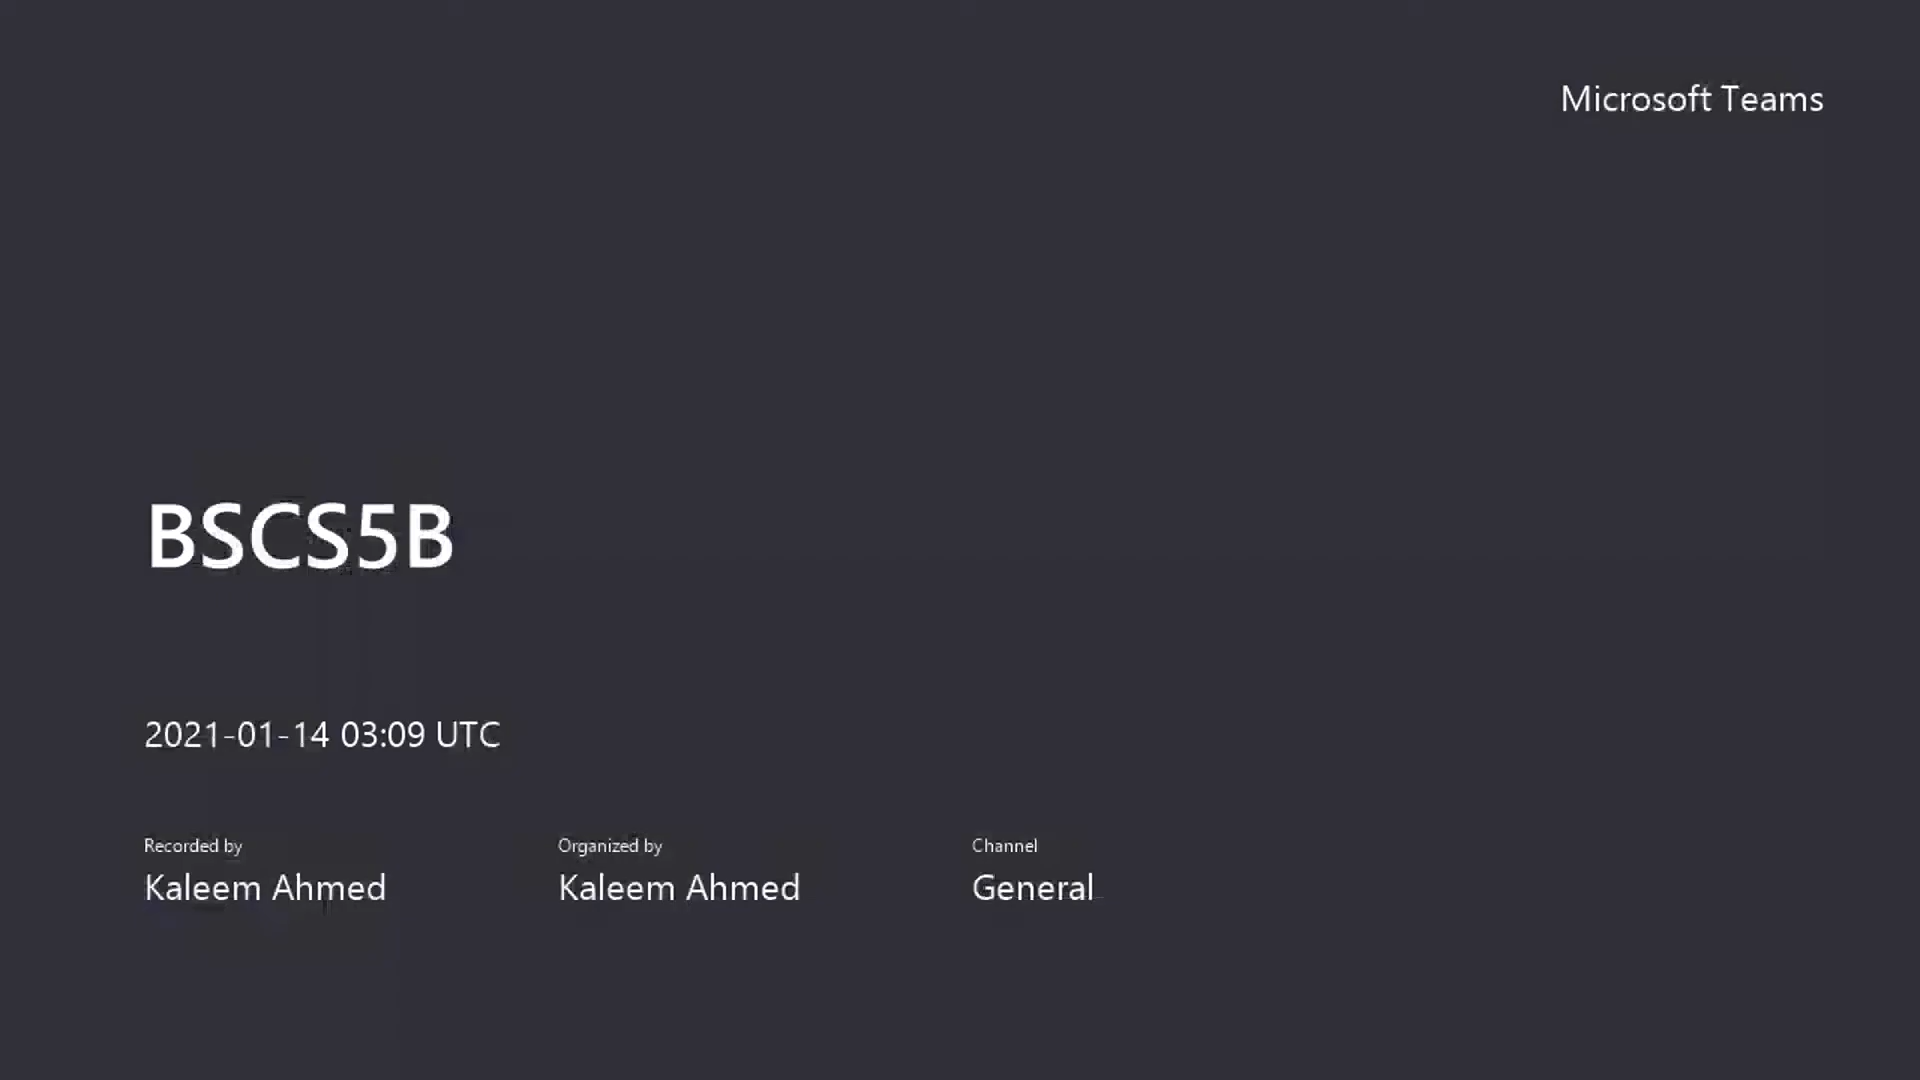 Microsoft Teams
BSCS5B
2021-01-14 03:09 UTC
Recorded by
Kaleem Ahmed
Organized by
Kaleem Ahmed
Channel
General